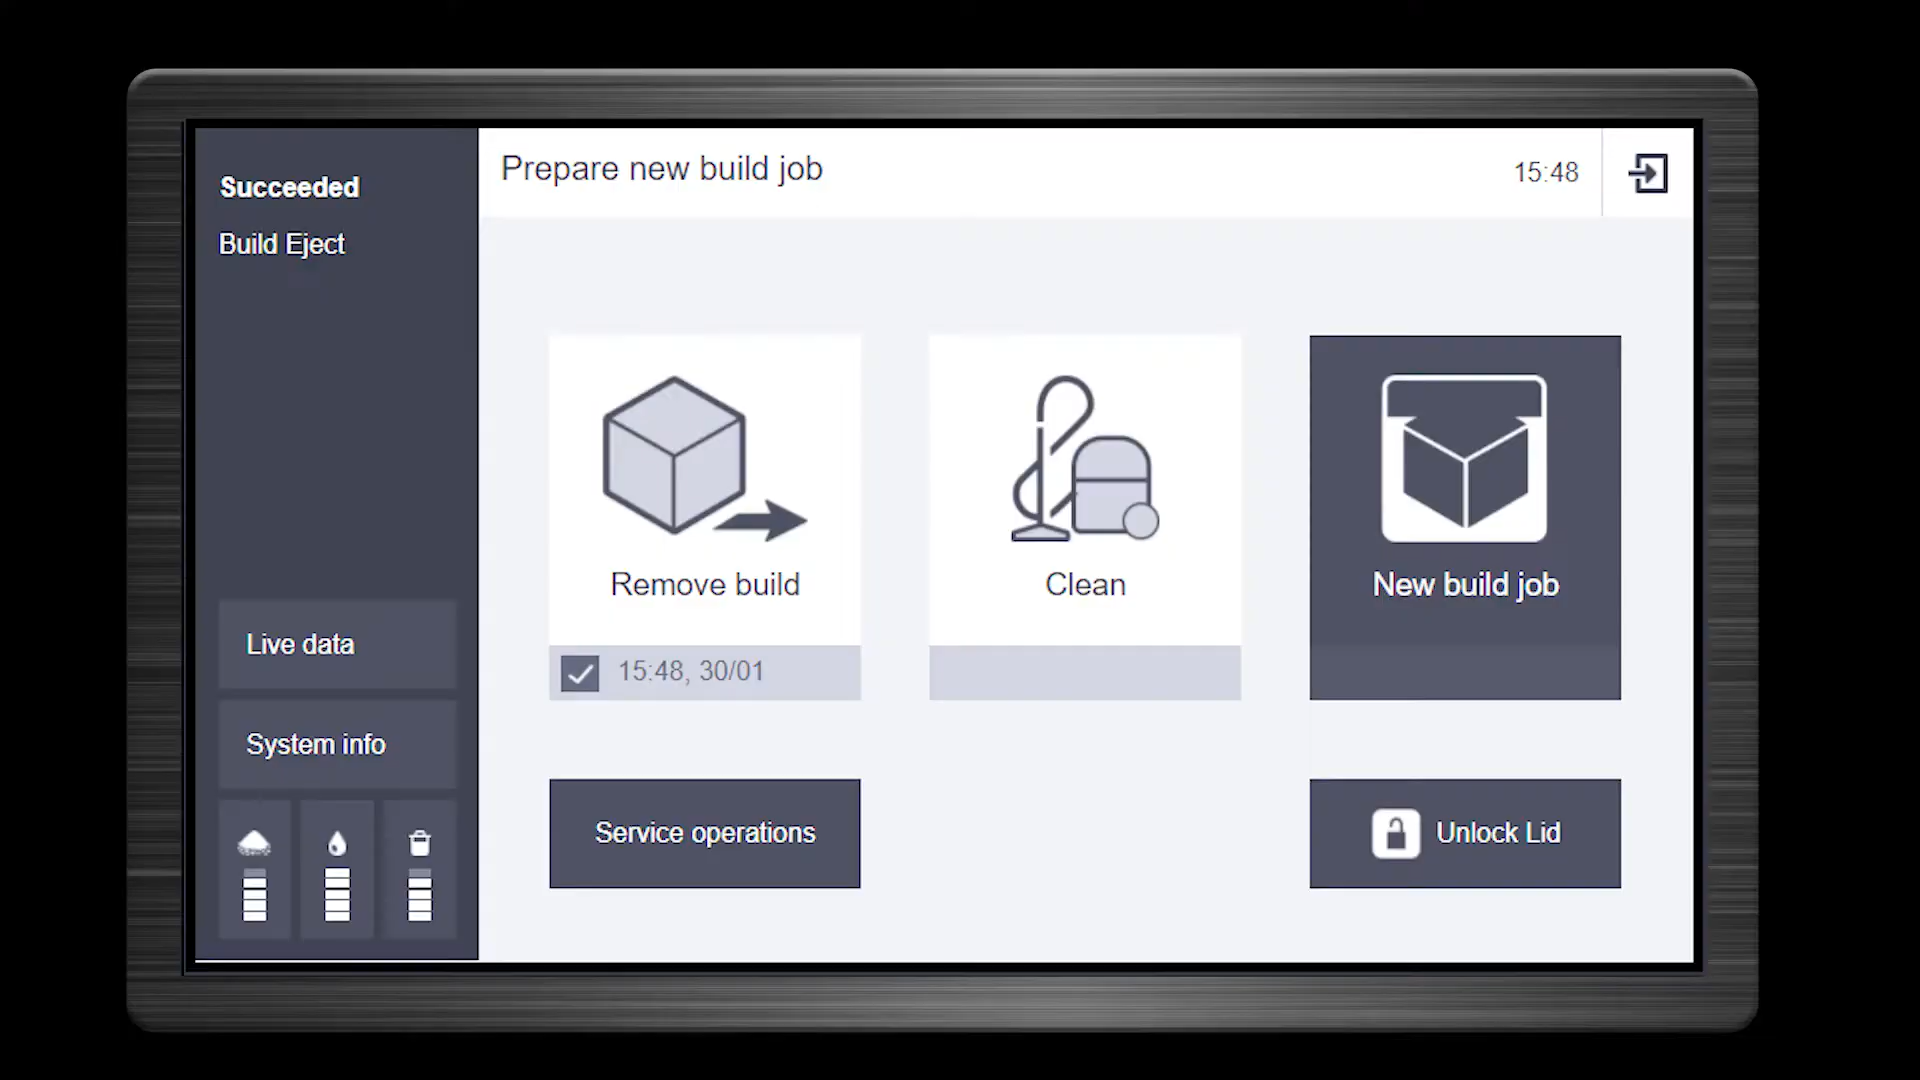 Succeeded
Build Eject
Prepare new build job
15:48
Remove build
Clean
New build job
15:48, 30/01
Live data
System info
Service operations
Unlock Lid